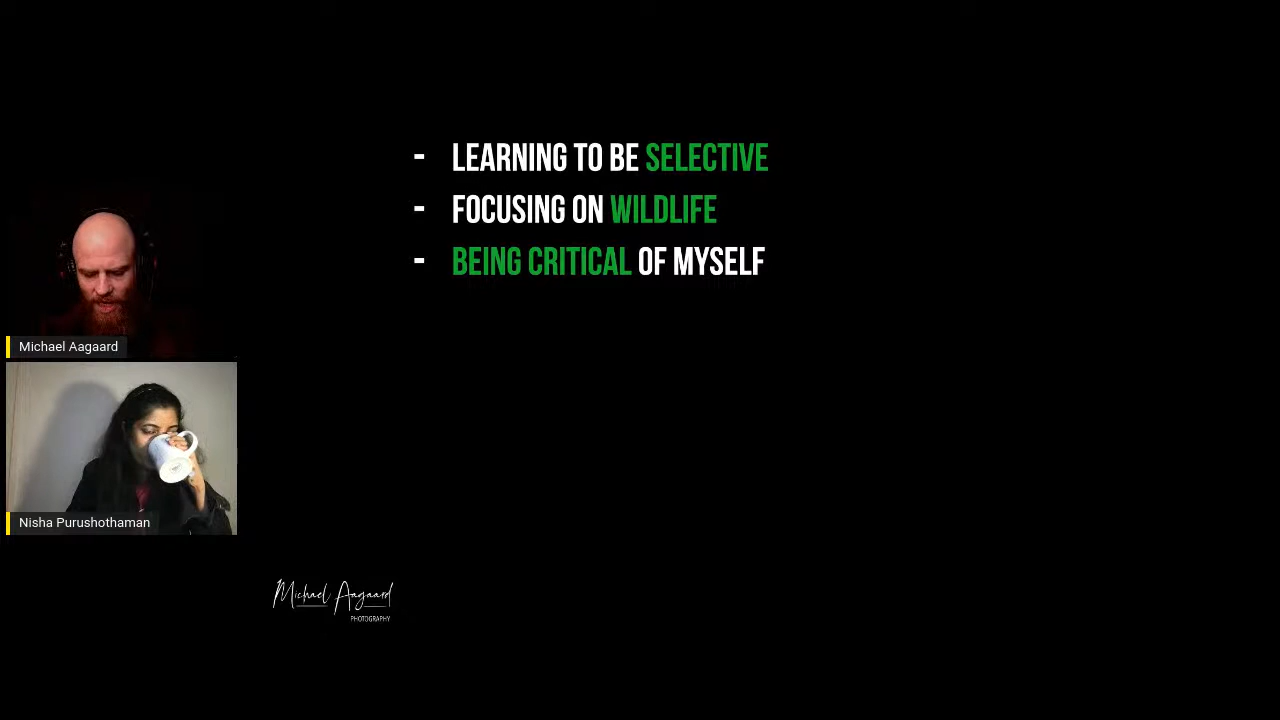 - LEARNING TO BE SELECTIVE
- FOCUSING ON WILDLIFE
- BEING CRITICAL OF MYSELF
Michael Aagaard
Nisha Purushothaman
Michael Aagaard
PHOTOGRAPHY